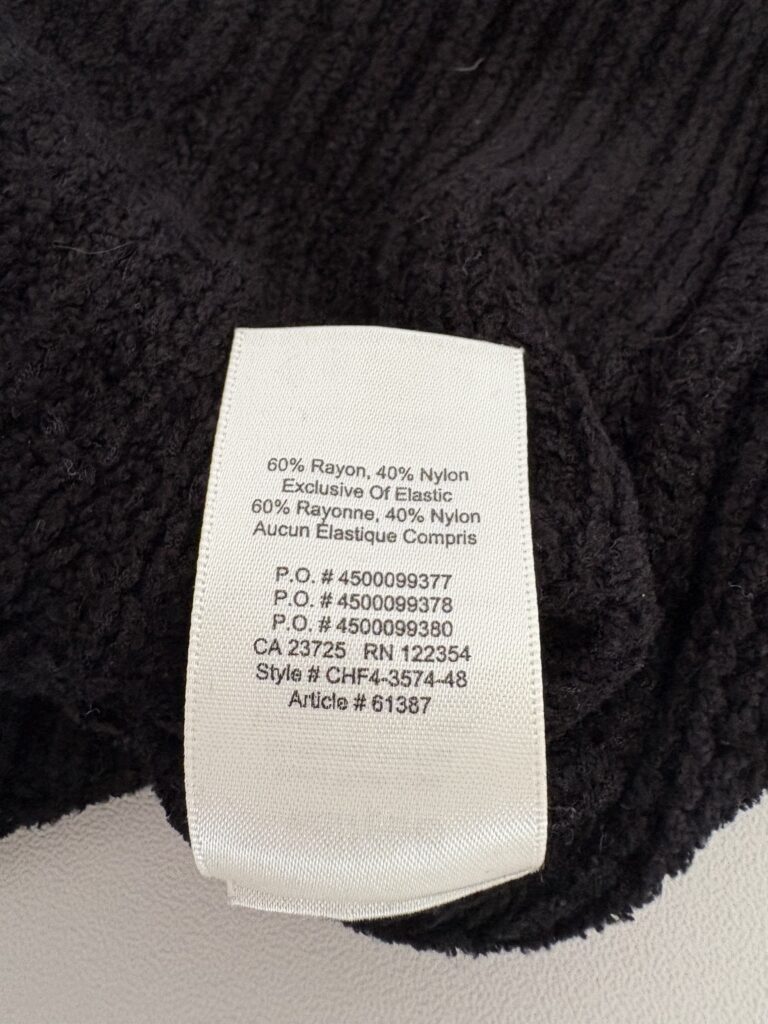 60% Rayon, 40% Nylon
Exclusive Of Elastic
60% Rayonne, 40% Nylon
Aucun Élastique Compris
P.O. # 4500099377
P.O. # 4500099378
P.O. # 4500099380
CA 23725 RN 122354
Style # CHF4-3574-48
Article # 61387